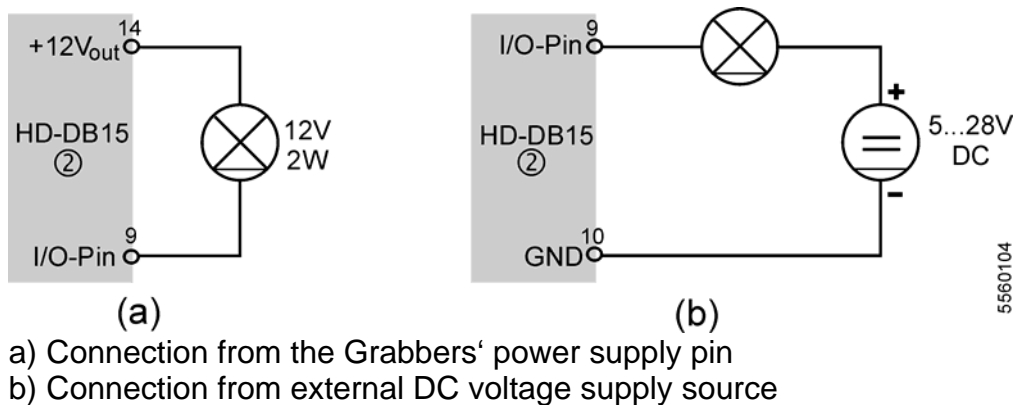 14
+12Vout
HD-DB15
②
12V
2W
9
I/O-Pin
(a)
9
I/O-Pin
+
HD-DB15
②
5...28V
DC
-
10
GND
(b)
5560104
a) Connection from the Grabbers‘ power supply pin
b) Connection from external DC voltage supply source